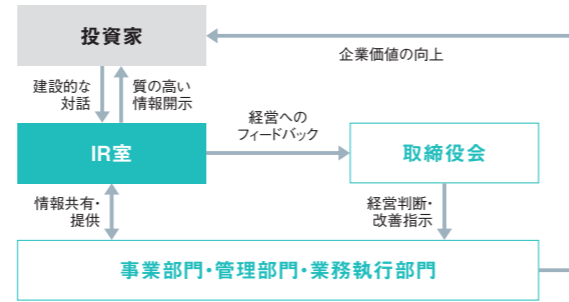 投資家
企業価値の向上
建設的な
対話
質の高い
情報開示
経営への
フィードバック
IR室
取締役会
情報共有・
提供
経営判断・
改善指示
事業部門・管理部門・業務執行部門